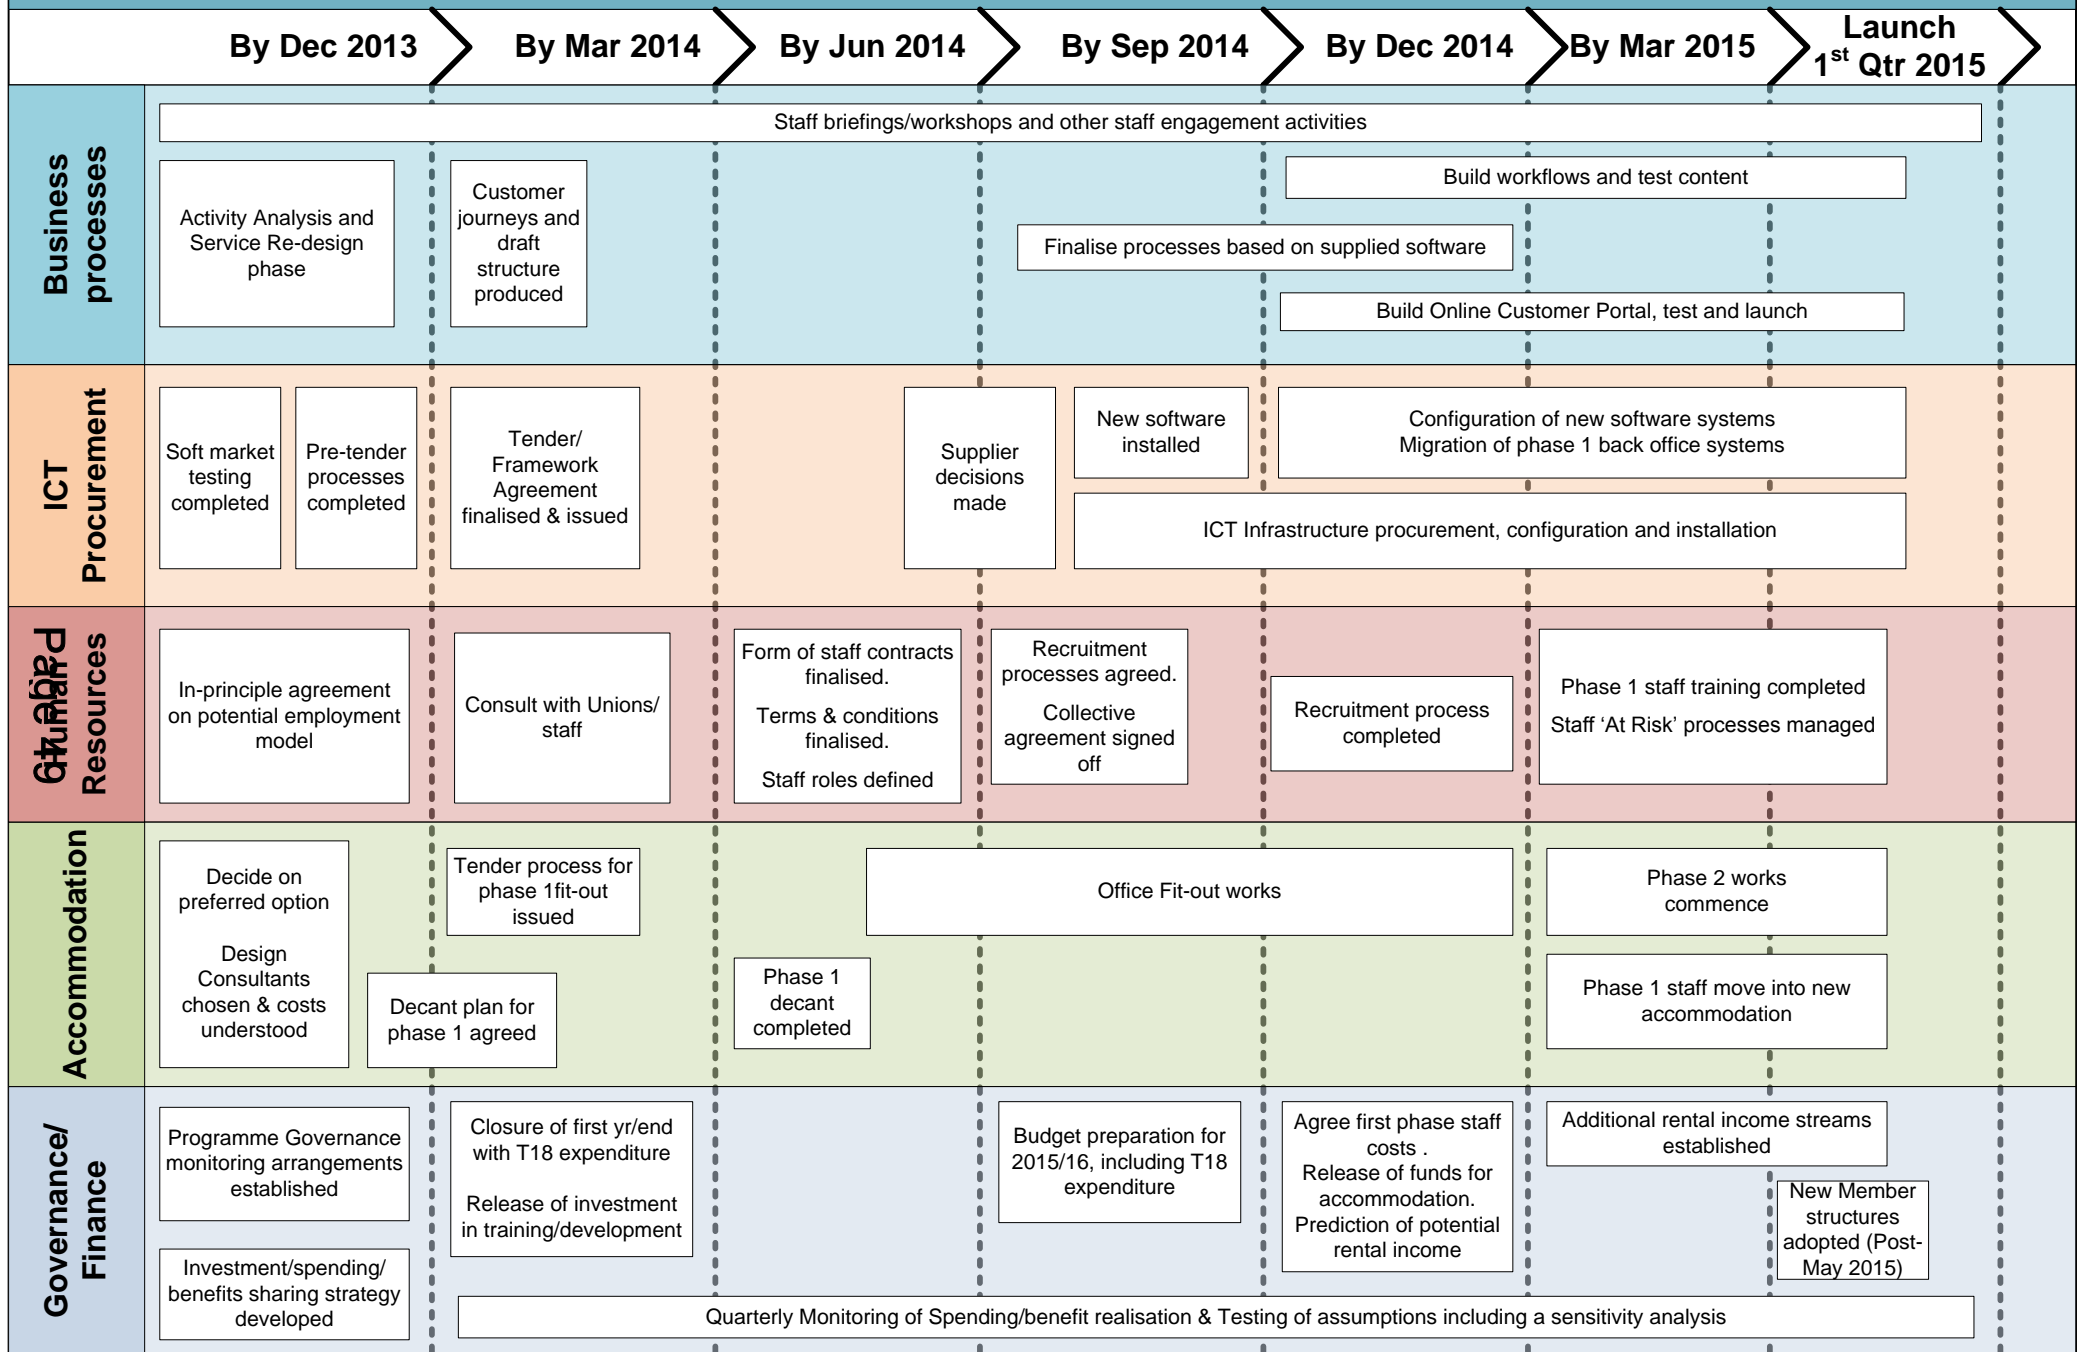 By Dec 2013
By Mar 2014
By Jun 2014
By Sep 2014
By Dec 2014
By Mar 2015
Launch
1st Qtr 2015
Business
processes
Staff briefings/workshops and other staff engagement activities
Activity Analysis and
Service Re-design
phase
Customer
journeys and
draft
structure
produced
Build workflows and test content
Finalise processes based on supplied software
Build Online Customer Portal, test and launch
ICT
Procurement
Soft market
testing
completed
Pre-tender
processes
completed
Tender/
Framework
Agreement
finalised & issued
Supplier
decisions
made
New software
installed
Configuration of new software systems
Migration of phase 1 back office systems
ICT Infrastructure procurement, configuration and installation
Human
Resources
Page 49
In-principle agreement
on potential employment
model
Consult with Unions/
staff
Form of staff contracts
finalised.
Terms & conditions
finalised.
Staff roles defined
Recruitment
processes agreed.
Collective
agreement signed
off
Recruitment process
completed
Phase 1 staff training completed
Staff ‘At Risk’ processes managed
Accommodation
Decide on
preferred option
Design
Consultants
chosen & costs
understood
Decant plan for
phase 1 agreed
Tender process for
phase 1fit-out
issued
Phase 1
decant
completed
Office Fit-out works
Phase 2 works
commence
Phase 1 staff move into new
accommodation
Governance/
Finance
Programme Governance
monitoring arrangements
established
Investment/spending/
benefits sharing strategy
developed
Closure of first yr/end
with T18 expenditure
Release of investment
in training/development
Budget preparation for
2015/16, including T18
expenditure
Agree first phase staff
costs .
Release of funds for
accommodation.
Prediction of potential
rental income
Additional rental income streams
established
New Member
structures
adopted (Post-
May 2015)
Quarterly Monitoring of Spending/benefit realisation & Testing of assumptions including a sensitivity analysis